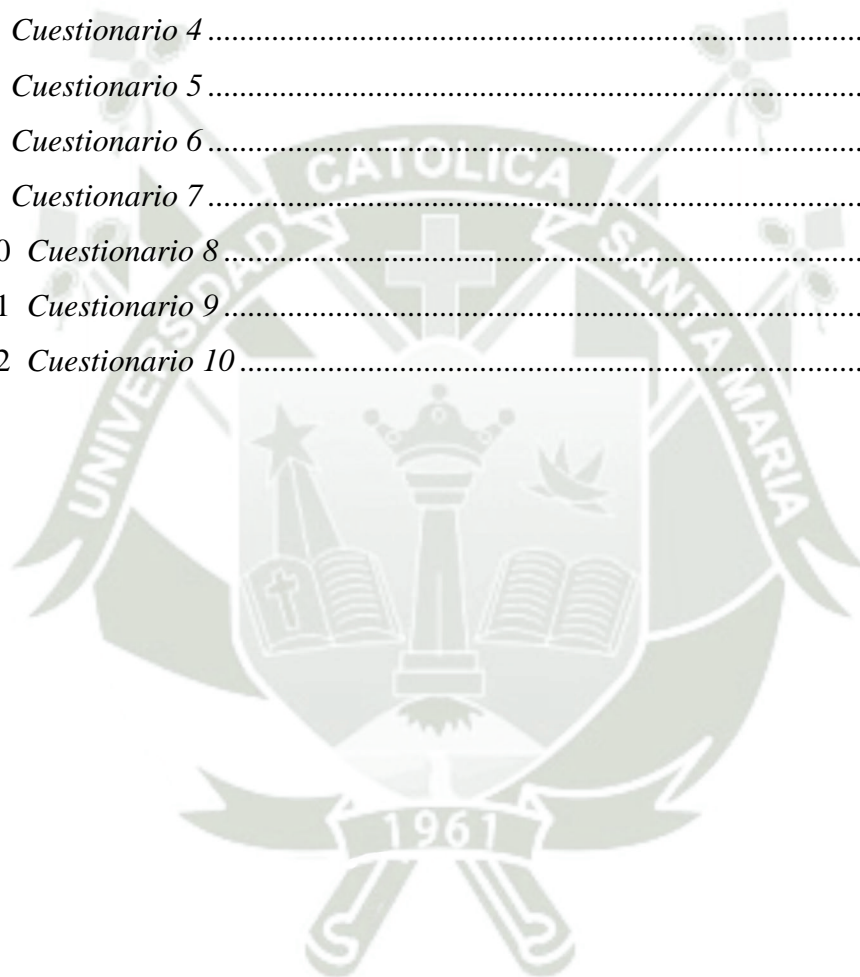 Cuestionario 4 ........................................................................................
Cuestionario 5 ........................................................................................
Cuestionario 6 ........................................................................................
Cuestionario 7 ........................................................................................
0 Cuestionario 8 ........................................................................................
1 Cuestionario 9 ........................................................................................
2 Cuestionario 10 ........................................................................................
UNIVERSIDAD CATOLICA SANTA MARIA
1961